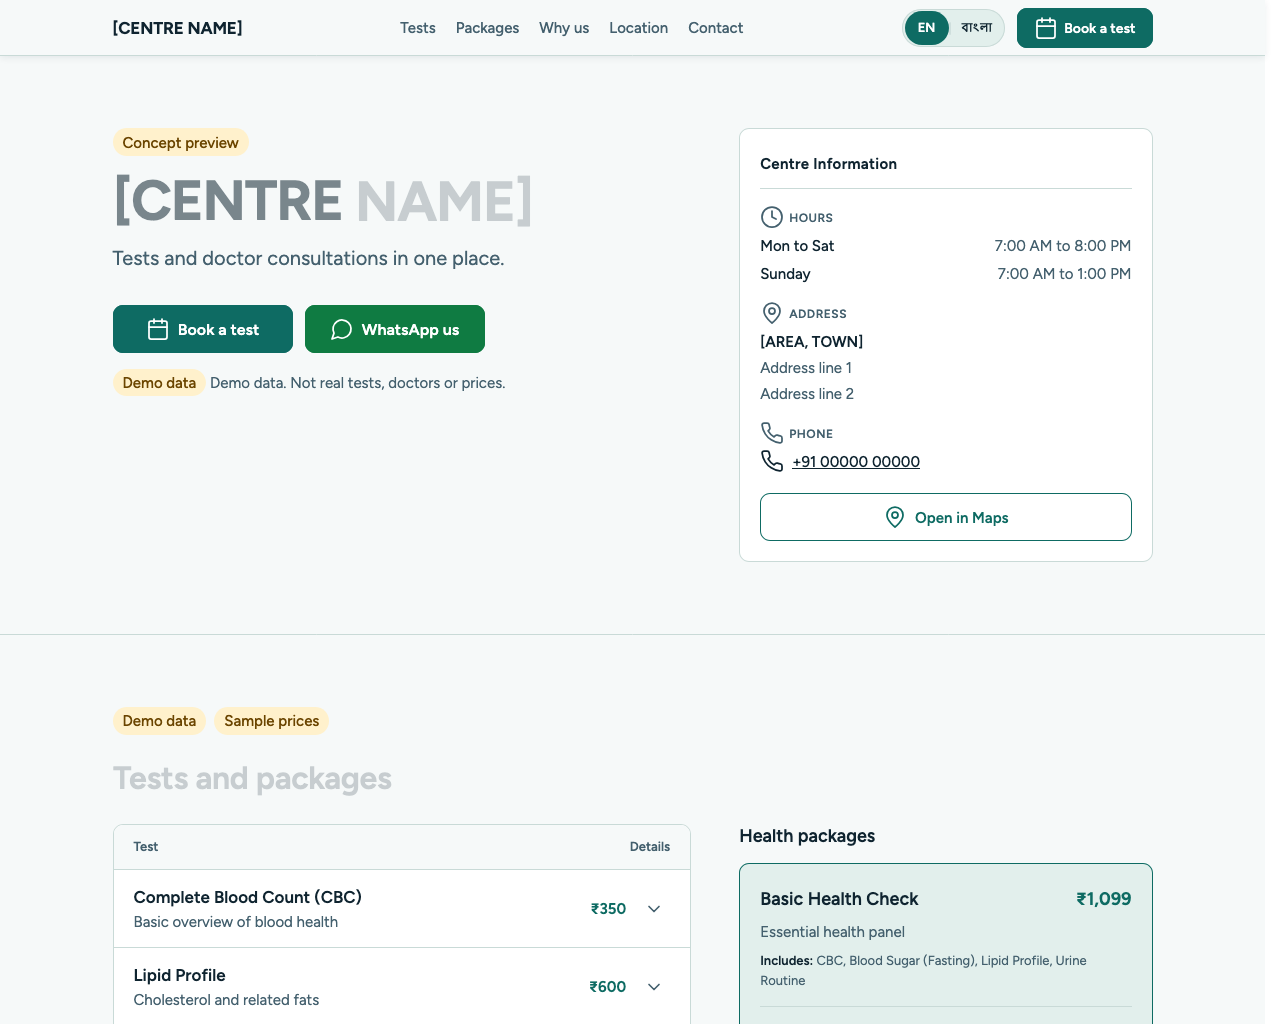 [CENTRE NAME]
Tests Packages Why us Location Contact
EN বাংলা
Book a test
Concept preview
[CENTRE NAME]
Tests and doctor consultations in one place.
Book a test
WhatsApp us
Demo data Demo data. Not real tests, doctors or prices.
Centre Information
HOURS
Mon to Sat 7:00 AM to 8:00 PM
Sunday 7:00 AM to 1:00 PM
ADDRESS
[AREA, TOWN]
Address line 1
Address line 2
PHONE
+91 00000 00000
Open in Maps
Demo data Sample prices
Tests and packages
Test Details
Complete Blood Count (CBC)
Basic overview of blood health
₹350
Lipid Profile
Cholesterol and related fats
₹600
Health packages
Basic Health Check ₹1,099
Essential health panel
Includes: CBC, Blood Sugar (Fasting), Lipid Profile, Urine
Routine